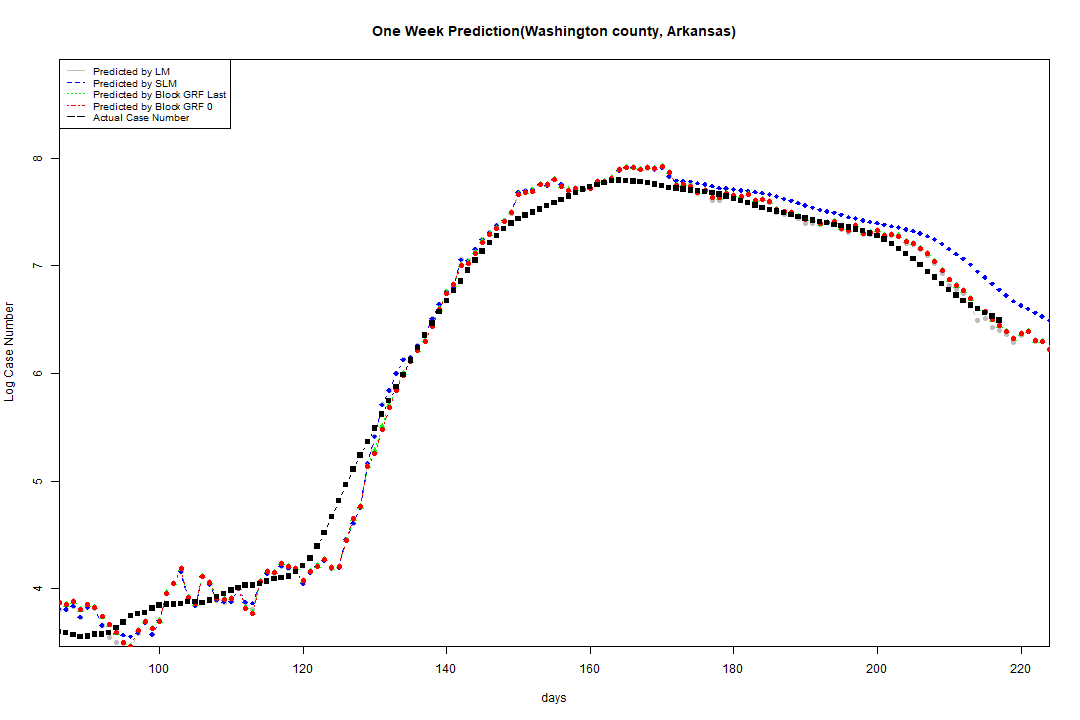 One Week Prediction(Washington county, Arkansas)
Predicted by LM
Predicted by SLM
Predicted by Block GRF Last
Predicted by Block GRF 0
Actual Case Number
8
7
6
5
4
Log Case Number
100 120 140 160 180 200 220
days